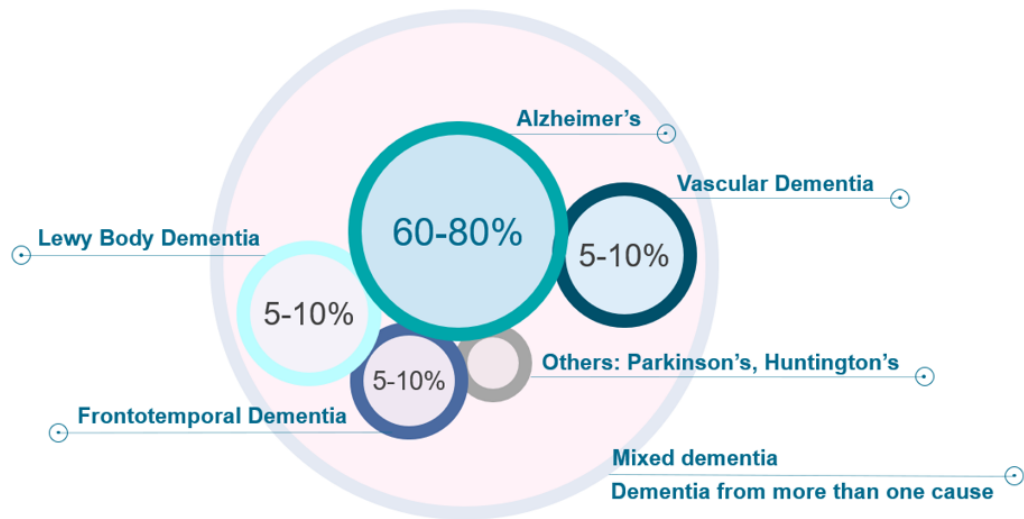 Alzheimer's
Vascular Dementia
60-80%
Lewy Body Dementia
5-10%
5-10%
Others: Parkinson's, Huntington's
5-10%
Frontotemporal Dementia
Mixed dementia
Dementia from more than one cause